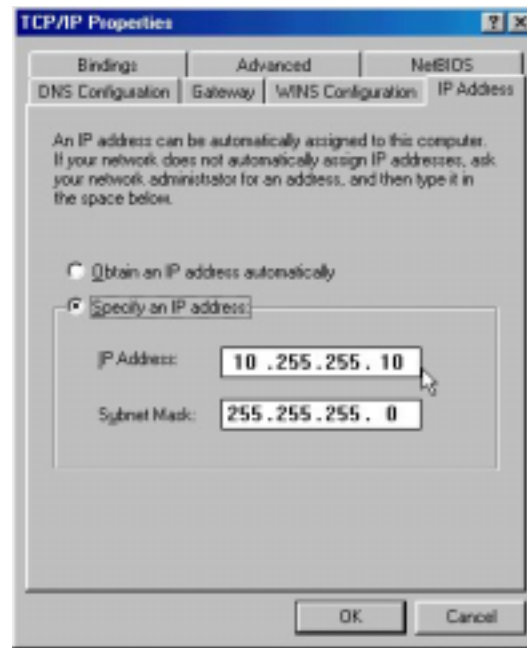 TCP/IP Properties
Bindings Advanced NetBIOS
DNS Configuration Gateway WINS Configuration IP Address
An IP address can be automatically assigned to this computer.
If your network does not automatically assign IP addresses, ask
your network administrator for an address, and then type it in
the space below.
Obtain an IP address automatically
Specify an IP address:
IP Address: 10 .255.255. 10
Subnet Mask: 255.255.255. 0
OK Cancel